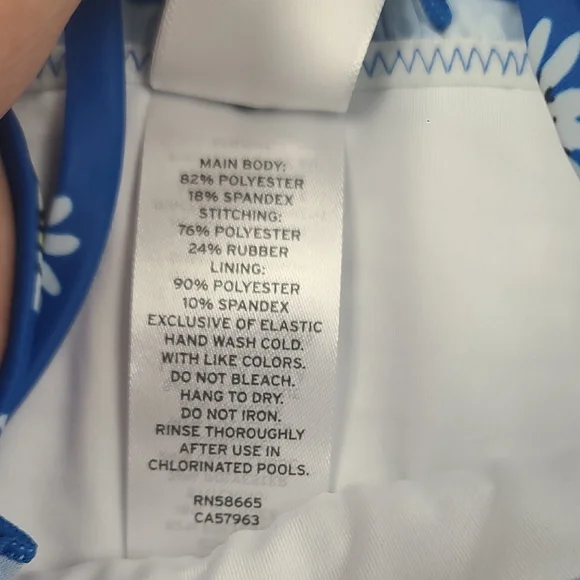 MAIN BODY:
82% POLYESTER
18% SPANDEX
STITCHING:
76% POLYESTER
24% RUBBER
LINING:
90% POLYESTER
10% SPANDEX
EXCLUSIVE OF ELASTIC
HAND WASH COLD.
WITH LIKE COLORS.
DO NOT BLEACH.
HANG TO DRY.
DO NOT IRON.
RINSE THOROUGHLY
AFTER USE IN
CHLORINATED POOLS.
RN58665
CA57963